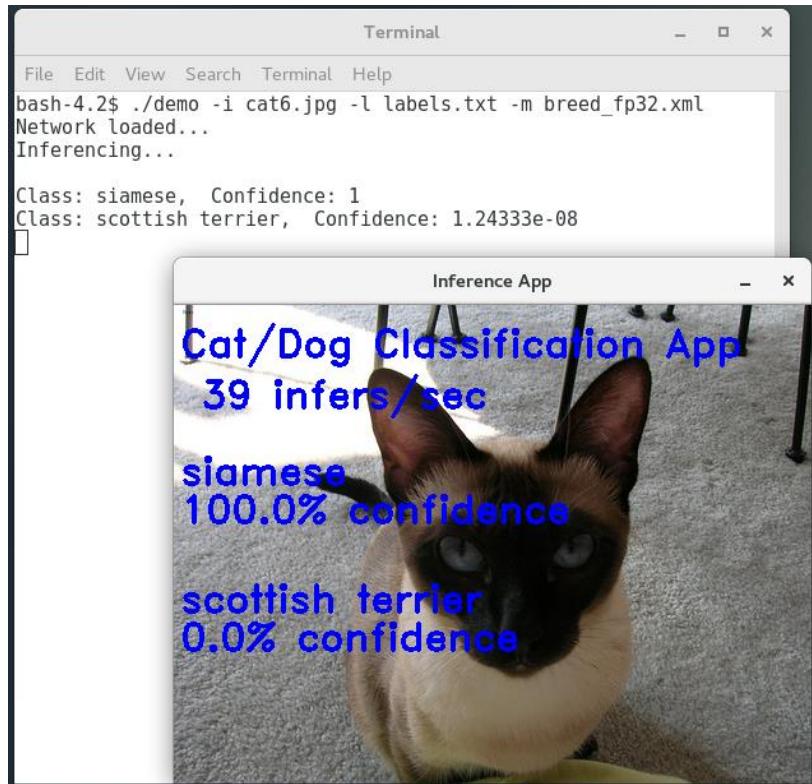 Terminal
File Edit View Search Terminal Help
bash-4.2$ ./demo -i cat6.jpg -l labels.txt -m breed_fp32.xml
Network loaded...
Inferencing...
Class: siamese,  Confidence: 1
Class: scottish terrier,  Confidence: 1.24333e-08
Inference App
Cat/Dog Classification App
39 infers/sec
siamese
100.0% confidence
scottish terrier
0.0% confidence